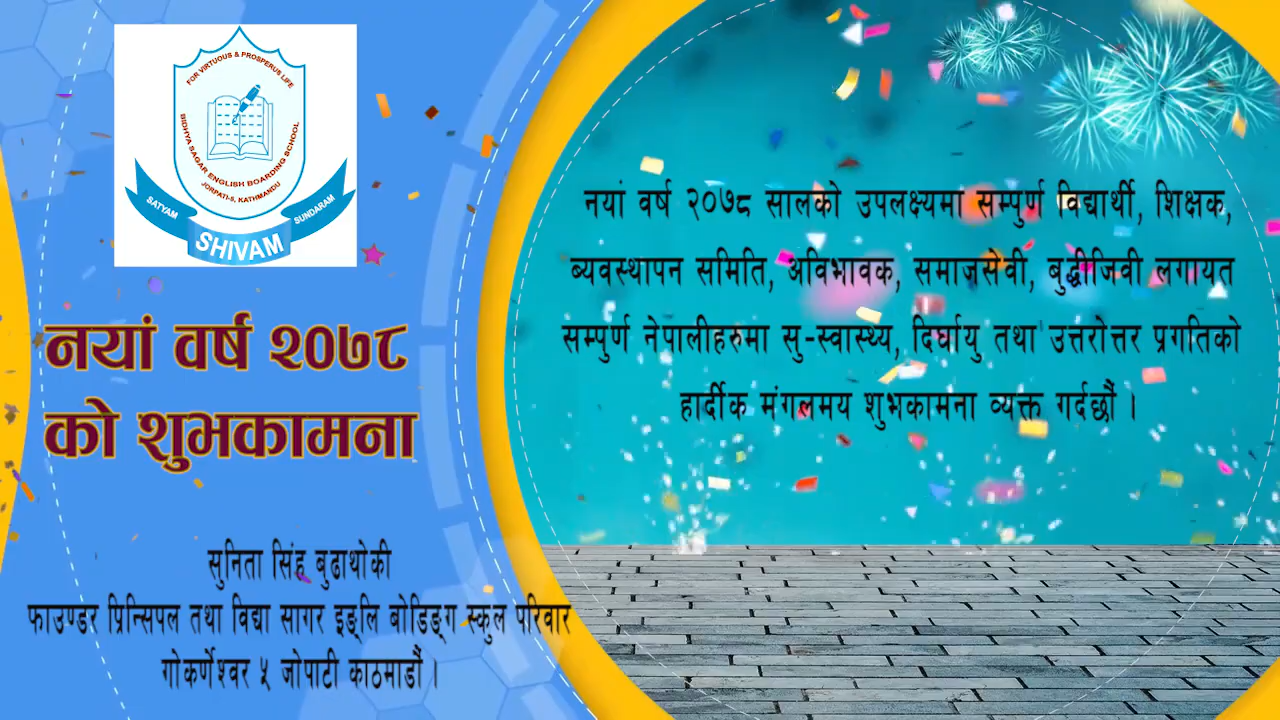 FOR VIRTUOUS & PROSPERUS LIFE
BIDHYA SAGAR ENGLISH BOARDING SCHOOL
JORPATI-5, KATHMANDU
SATYAM
SHIVAM
SUNDARAM
नयां वर्ष २०७८
को शुभकामना
सुनिता सिंह बुढाथोकी
फाउण्डर प्रिन्सिपल तथा विद्या सागर इङ्लि बोडिङ्ग स्कुल परिवार
गोकर्णेश्वर ५ जोपाटी काठमाडौं ।
नयां वर्ष २०७८ सालको उपलक्ष्यमा सम्पुर्ण विद्यार्थी, शिक्षक,
ब्यवस्थापन समिति, अविभावक, समाजसेवी, बुद्धीजिवी लगायत
सम्पुर्ण नेपालीहरुमा सु-स्वास्थ्य, दिर्घायु तथा उत्तरोत्तर प्रगतिको
हार्दीक मंगलमय शुभकामना व्यक्त गर्दछौं ।